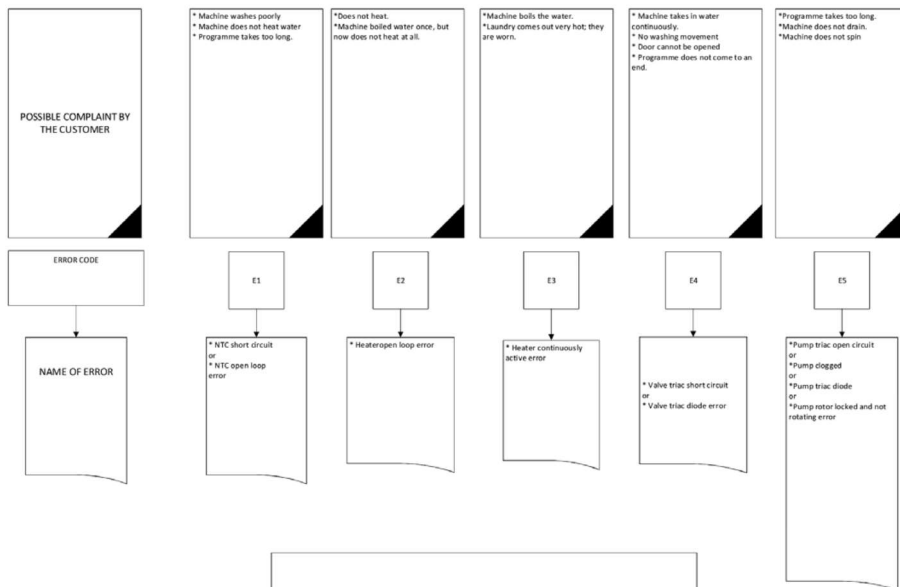 POSSIBLE COMPLAINT BY
THE CUSTOMER
* Machine washes poorly
* Machine does not heat water
* Programme takes too long.
*Does not heat.
*Machine boiled water once, but
now does not heat at all.
*Machine boils the water.
*Laundry comes out very hot; they
are worn.
* Machine takes in water
continuously.
* No washing movement
* Door cannot be opened
* Programme does not come to an
end.
*Programme takes too long.
*Machine does not drain.
*Machine does not spin
ERROR CODE
E1
E2
E3
E4
E5
NAME OF ERROR
* NTC short circuit
or
* NTC open loop
error
* Heateropen loop error
* Heater continuously
active error
* Valve triac short circuit
or
* Valve triac diode error
*Pump triac open circuit
or
*Pump clogged
or
*Pump triac diode
or
*Pump rotor locked and not
rotating error